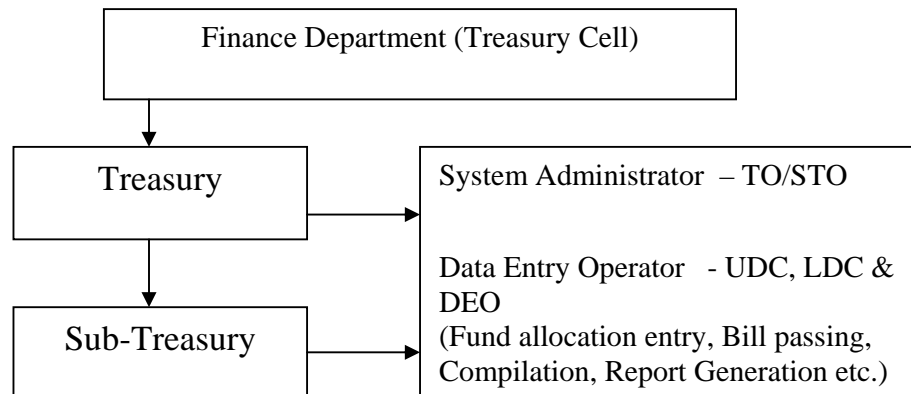 Finance Department (Treasury Cell)
Treasury
System Administrator – TO/STO
Data Entry Operator - UDC, LDC &
DEO
(Fund allocation entry, Bill passing,
Compilation, Report Generation etc.)
Sub-Treasury